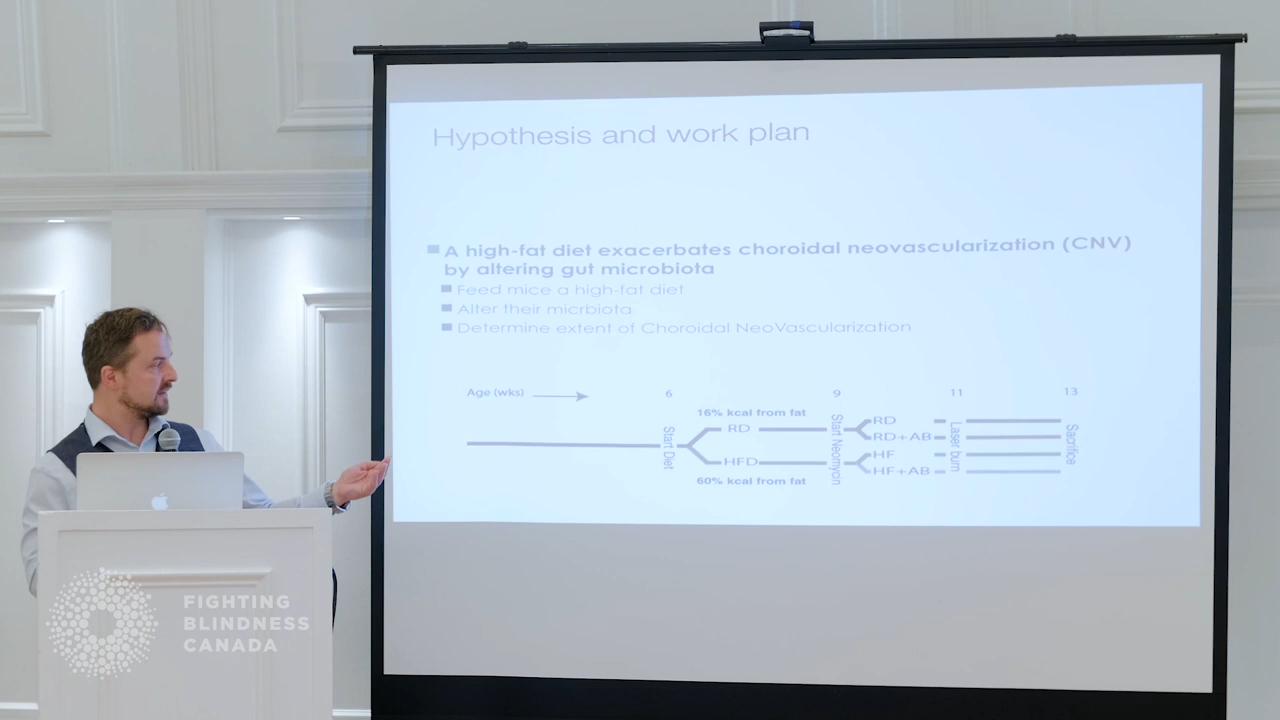 Hypothesis and work plan
A high-fat diet exacerbates choroidal neovascularization (CNV)
by altering gut microbiota
Feed mice a high-fat diet
Alter their micrbiota
Determine extent of Choroidal NeoVascularization
Age (wks)
6
9
11
13
16% kcal from fat
RD
HFD
60% kcal from fat
Start Diet
Start Neomycin
RD
RD+AB
HF
HF+AB
Laser burn
Sacrifice
FIGHTING
BLINDNESS
CANADA